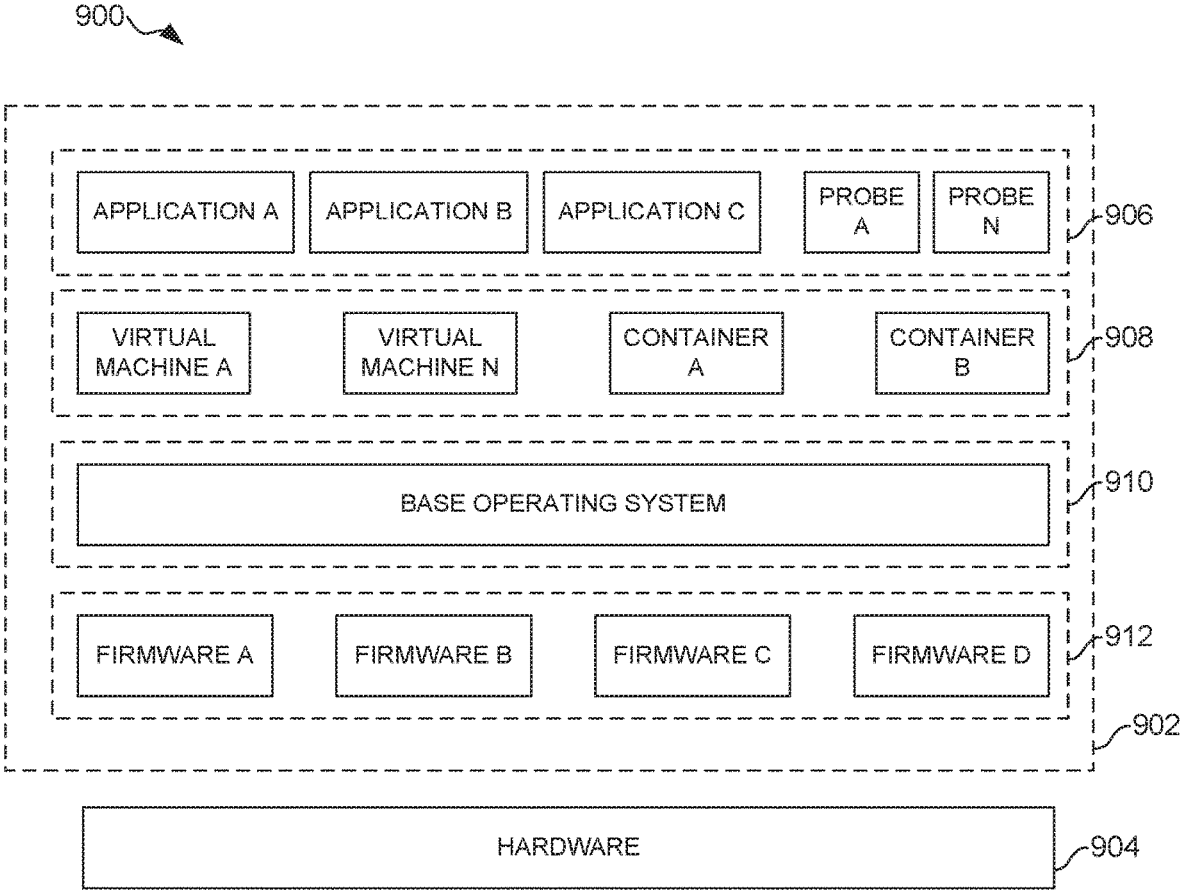 900
APPLICATION A
APPLICATION B
APPLICATION C
PROBE
A
PROBE
N
906
VIRTUAL
MACHINE A
VIRTUAL
MACHINE N
CONTAINER
A
CONTAINER
B
908
BASE OPERATING SYSTEM
910
FIRMWARE A
FIRMWARE B
FIRMWARE C
FIRMWARE D
912
902
HARDWARE
904